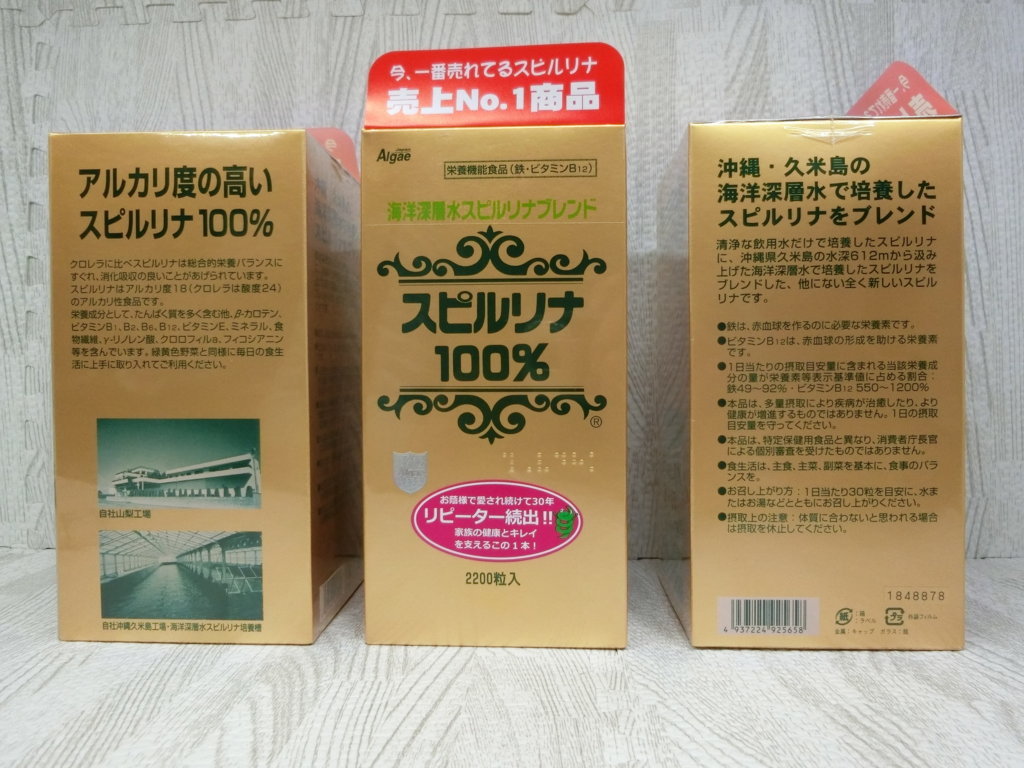 アルカリ度の高い
スピルリナ100%
クロレラに比べスピルリナは総合的栄養バランスに
すぐれ、消化吸収の良いことがあげられています。
スピルリナはアルカリ度18(クロレラは酸度24)
のアルカリ性食品です。
栄養成分として、たんぱく質を多く含む他、β-カロテン、
ビタミンB1、B2、B6、B12、ビタミンE、ミネラル、食
物繊維、γ-リノレン酸、クロロフィルa、フィコシアニン
等を含んでいます。緑黄色野菜と同様に毎日の食生
活に上手に取り入れてご利用ください。
自社山梨工場
自社沖縄久米島工場・海洋深層水スピルリナ培養槽
今、一番売れてるスピルリナ
売上No.1商品
Japan
Algae
栄養機能食品(鉄・ビタミンB12)
海洋深層水スピルリナブレンド
スピルリナ
100%
®
お蔭様で愛され続けて30年
リピーター続出!!
家族の健康とキレイ
を支えるこの1本!
2200粒入
沖縄・久米島の
海洋深層水で培養した
スピルリナをブレンド
清浄な飲用水だけで培養したスピルリナ
に、沖縄県久米島の水深612mから汲み
上げた海洋深層水で培養したスピルリナを
ブレンドした、他にない全く新しいスピル
リナです。
●鉄は、赤血球を作るのに必要な栄養素です。
●ビタミンB12は、赤血球の形成を助ける栄養素
です。
●1日当たりの摂取目安量に含まれる当該栄養成
分の量が栄養素等表示基準値に占める割合:
鉄49~92%・ビタミンB12 550~1200%
●本品は、多量摂取により疾病が治癒したり、より
健康が増進するものではありません。1日の摂取
目安量を守ってください。
●本品は、特定保健用食品と異なり、消費者庁長官
による個別審査を受けたものではありません。
●食生活は、主食、主菜、副菜を基本に、食事のバラ
ンスを。
●お召し上がり方:1日当たり30粒を目安に、水ま
たはお湯などとともにお召し上がりください。
●摂取上の注意:体質に合わないと思われる場合
は摂取を休止してください。
1848878
4 937224 925658
紙:箱
ラベル
プラ:外装フィルム
金属:キャップ ガラス:瓶